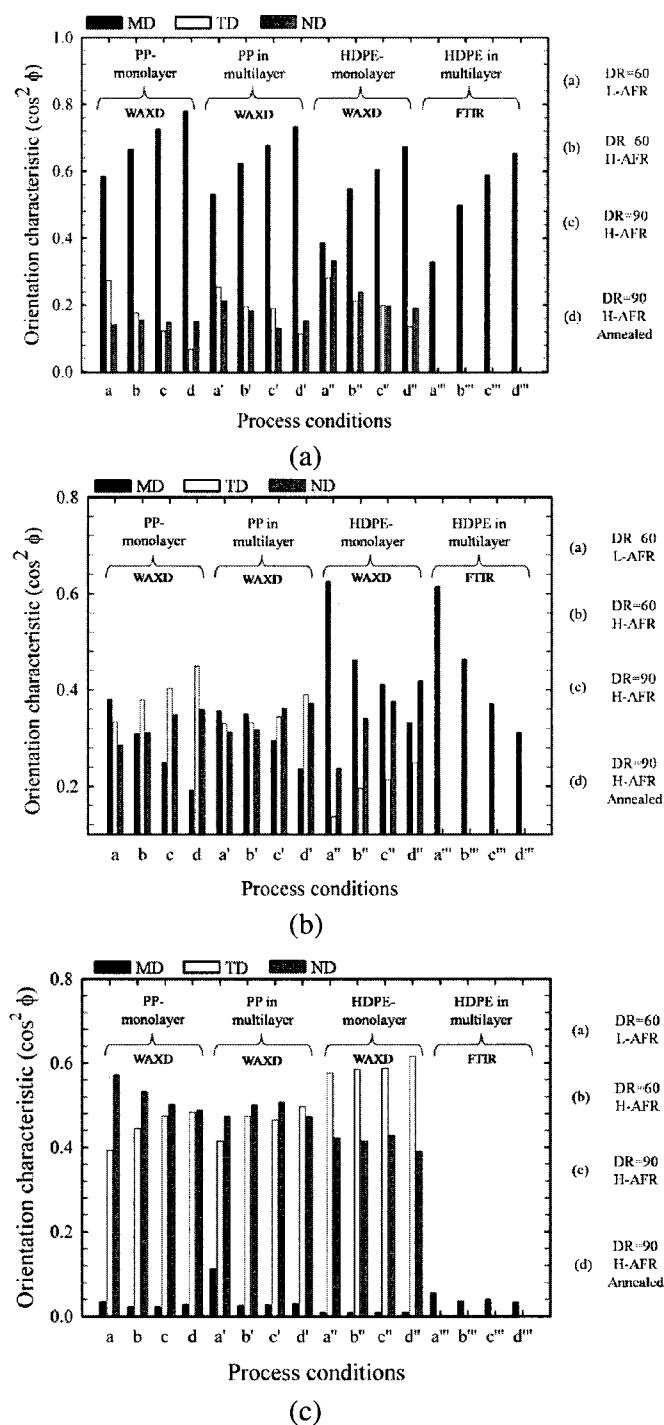 MD TD ND
1.0
0.8
0.6
0.4
0.2
0.0
Orientation characteristic (cos² ϕ)
PP-
monolayer
PP in
multilayer
HDPE-
monolayer
HDPE in
multilayer
WAXD
WAXD
WAXD
FTIR
(a) DR=60
L-AFR
(b) DR=60
H-AFR
(c) DR=90
H-AFR
(d) DR=90
H-AFR
Annealed
a b c d a' b' c' d' a" b" c" d" a''' b''' c''' d'''
Process conditions
(a)
MD TD ND
0.8
0.6
0.4
0.2
Orientation characteristic (cos² ϕ)
PP-
monolayer
PP in
multilayer
HDPE-
monolayer
HDPE in
multilayer
WAXD
WAXD
WAXD
FTIR
(a) DR=60
L-AFR
(b) DR=60
H-AFR
(c) DR=90
H-AFR
(d) DR=90
H-AFR
Annealed
a b c d a' b' c' d' a" b" c" d" a''' b''' c''' d'''
Process conditions
(b)
MD TD ND
0.8
0.6
0.4
0.2
0.0
Orientation characteristic (cos² ϕ)
PP-
monolayer
PP in
multilayer
HDPE-
monolayer
HDPE in
multilayer
WAXD
WAXD
WAXD
FTIR
(a) DR=60
L-AFR
(b) DR=60
H-AFR
(c) DR=90
H-AFR
(d) DR=90
H-AFR
Annealed
a b c d a' b' c' d' a" b" c" d" a''' b''' c''' d'''
Process conditions
(c)